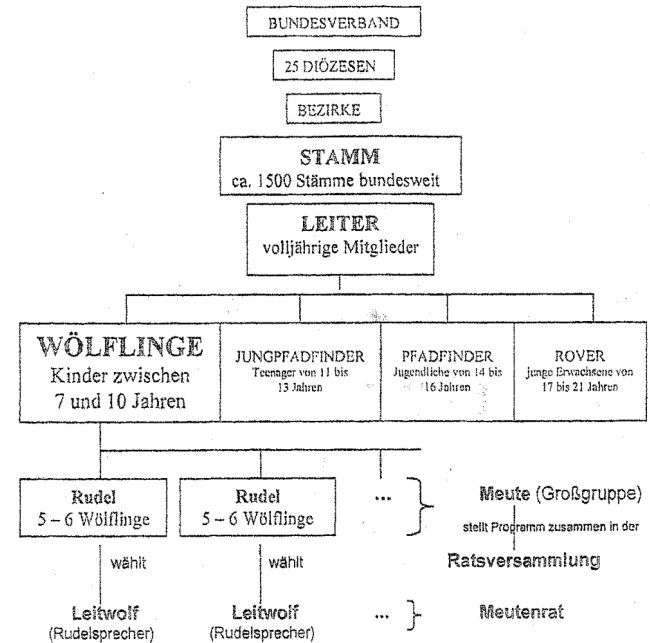 BUNDESVERBAND
25 DIÖZESEN
BEZIRKE
STAMM
ca. 1500 Stämme bundesweit
LEITER
volljährige Mitglieder
WÖLFLINGE
Kinder zwischen
7 und 10 Jahren
JUNGPFADFINDER
Teenager von 11 bis
13 Jahren
PFADFINDER
Jugendliche von 14 bis
16 Jahren
ROVER
junge Erwachsene von
17 bis 21 Jahren
Rudel
5 – 6 Wölflinge
Rudel
5 – 6 Wölflinge
...
Meute (Großgruppe)
stellt Programm zusammen in der
wählt
wählt
Ratsversammlung
Leitwolf
(Rudelsprecher)
Leitwolf
(Rudelsprecher)
...
Meutenrat